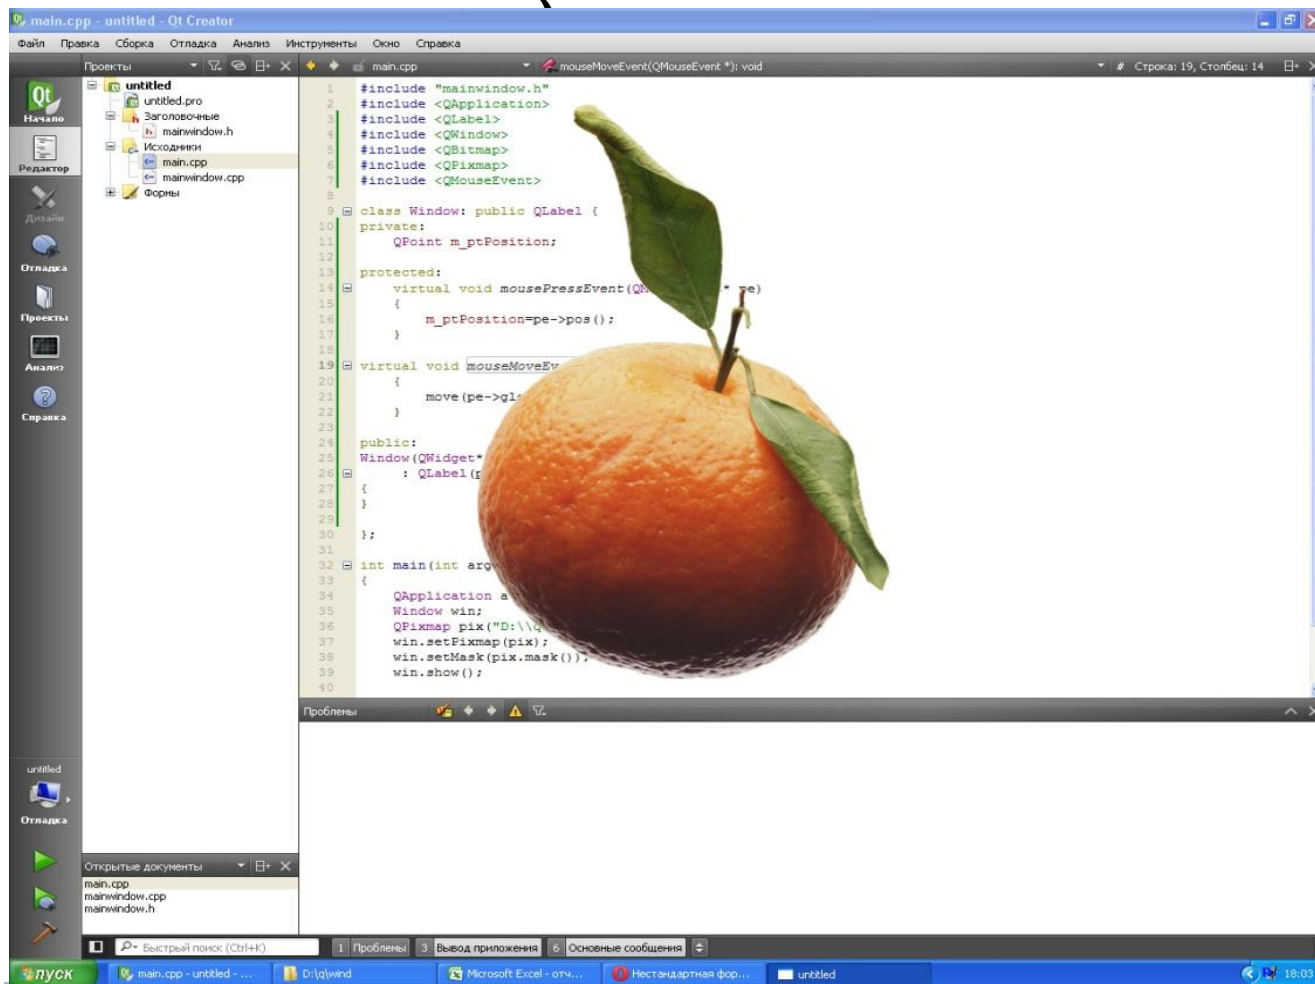 main.cpp - untitled - Qt Creator
Файл Правка Сборка Отладка Анализ Инструменты Окно Справка
Проекты
main.cpp
mouseMoveEvent(QMouseEvent *): void
# Строка: 19, Столбец: 14
Qt
Начало
Редактор
Дизайн
Отладка
Проекты
Анализ
Справка
untitled
untitled.pro
Заголовочные
mainwindow.h
Исходники
main.cpp
mainwindow.cpp
Формы
1 #include "mainwindow.h"
2 #include <QApplication>
3 #include <QLabel>
4 #include <QWindow>
5 #include <QBitmap>
6 #include <QPixmap>
7 #include <QMouseEvent>
8
9 class Window: public QLabel {
10 private:
11 QPoint m_ptPosition;
12
13 protected:
14 virtual void mousePressEvent(QM * pe)
15 {
16 m_ptPosition=pe->pos();
17 }
18
19 virtual void mouseMoveEv
20 {
21 move(pe->glo
22 }
23
24 public:
25 Window(QWidget*
26 : QLabel(p
27 {
28 }
29
30 };
31
32 int main(int arg
33 {
34 QApplication a
35 Window win;
36 QPixmap pix("D:\\q
37 win.setPixmap(pix);
38 win.setMask(pix.mask());
39 win.show();
40
Проблемы
untitled
Отладка
Открытые документы
main.cpp
mainwindow.cpp
mainwindow.h
Быстрый поиск (Ctrl+K)
1 Проблемы 3 Вывод приложения 6 Основные сообщения
пуск
main.cpp - untitled - ...
D:\q\wind
Microsoft Excel - отч...
Нестандартная фор...
untitled
18:03